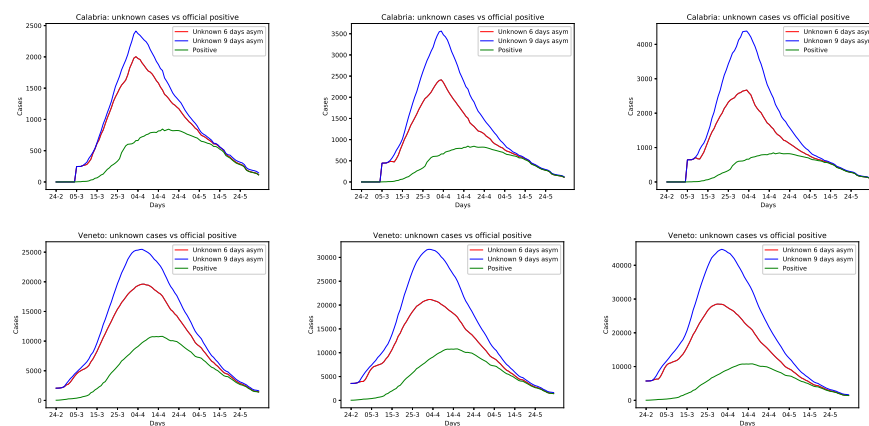 Calabria: unknown cases vs official positive
Unknown 6 days asym
Unknown 9 days asym
Positive
Cases
2500
2000
1500
1000
500
0
24-2 05-3 15-3 25-3 04-4 14-4 24-4 04-5 14-5 24-5
Days
Calabria: unknown cases vs official positive
Unknown 6 days asym
Unknown 9 days asym
Positive
Cases
3500
3000
2500
2000
1500
1000
500
0
24-2 05-3 15-3 25-3 04-4 14-4 24-4 04-5 14-5 24-5
Days
Calabria: unknown cases vs official positive
Unknown 6 days asym
Unknown 9 days asym
Positive
Cases
4000
3000
2000
1000
0
24-2 05-3 15-3 25-3 04-4 14-4 24-4 04-5 14-5 24-5
Days
Veneto: unknown cases vs official positive
Unknown 6 days asym
Unknown 9 days asym
Positive
Cases
25000
20000
15000
10000
5000
0
24-2 05-3 15-3 25-3 04-4 14-4 24-4 04-5 14-5 24-5
Days
Veneto: unknown cases vs official positive
Unknown 6 days asym
Unknown 9 days asym
Positive
Cases
30000
25000
20000
15000
10000
5000
0
24-2 05-3 15-3 25-3 04-4 14-4 24-4 04-5 14-5 24-5
Days
Veneto: unknown cases vs official positive
Unknown 6 days asym
Unknown 9 days asym
Positive
Cases
40000
30000
20000
10000
0
24-2 05-3 15-3 25-3 04-4 14-4 24-4 04-5 14-5 24-5
Days